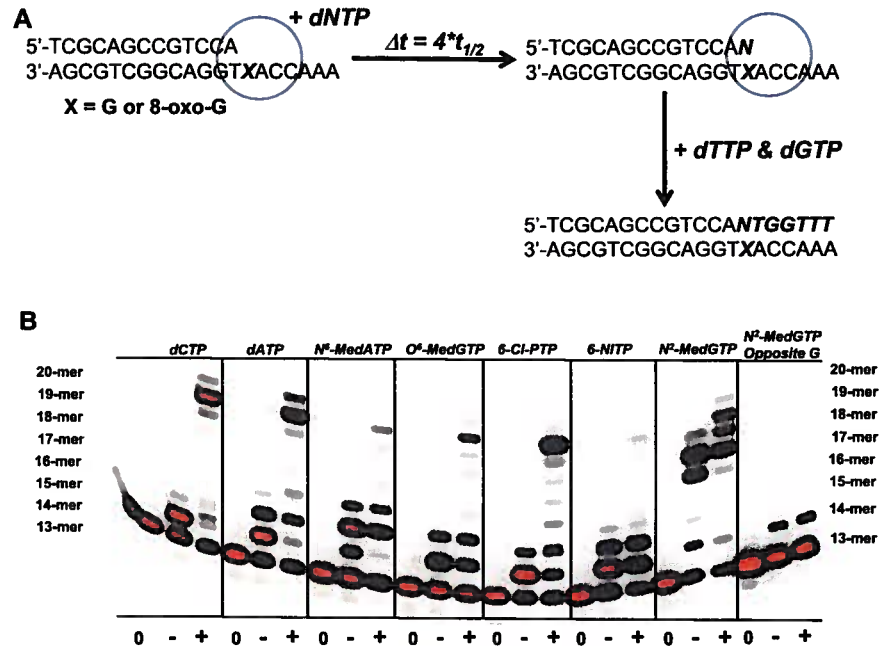 A
+ dNTP
5'-TCGCAGCCGTCCA
3'-AGCGTCGGCAGGTXACCAAA
X = G or 8-oxo-G
Δt = 4*t1/2
5'-TCGCAGCCGTCCAN
3'-AGCGTCGGCAGGTXACCAAA
+ dTTP & dGTP
5'-TCGCAGCCGTCCANTGGTTT
3'-AGCGTCGGCAGGTXACCAAA
B
dCTP dATP N6-MedATP O6-MedGTP 6-Cl-PTP 6-NITP N2-MedGTP N2-MedGTP Opposite G
20-mer 20-mer
19-mer 19-mer
18-mer 18-mer
17-mer 17-mer
16-mer 16-mer
15-mer 15-mer
14-mer 14-mer
13-mer 13-mer
0 - + 0 - + 0 - + 0 - + 0 - + 0 - + 0 - + 0 - +